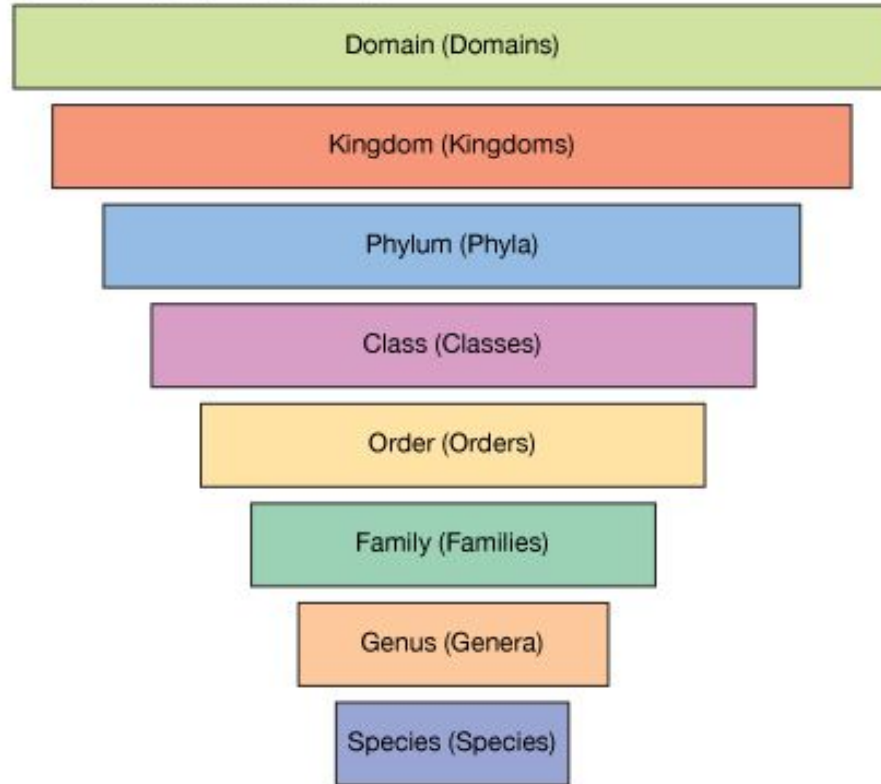 Domain (Domains)
Kingdom (Kingdoms)
Phylum (Phyla)
Class (Classes)
Order (Orders)
Family (Families)
Genus (Genera)
Species (Species)